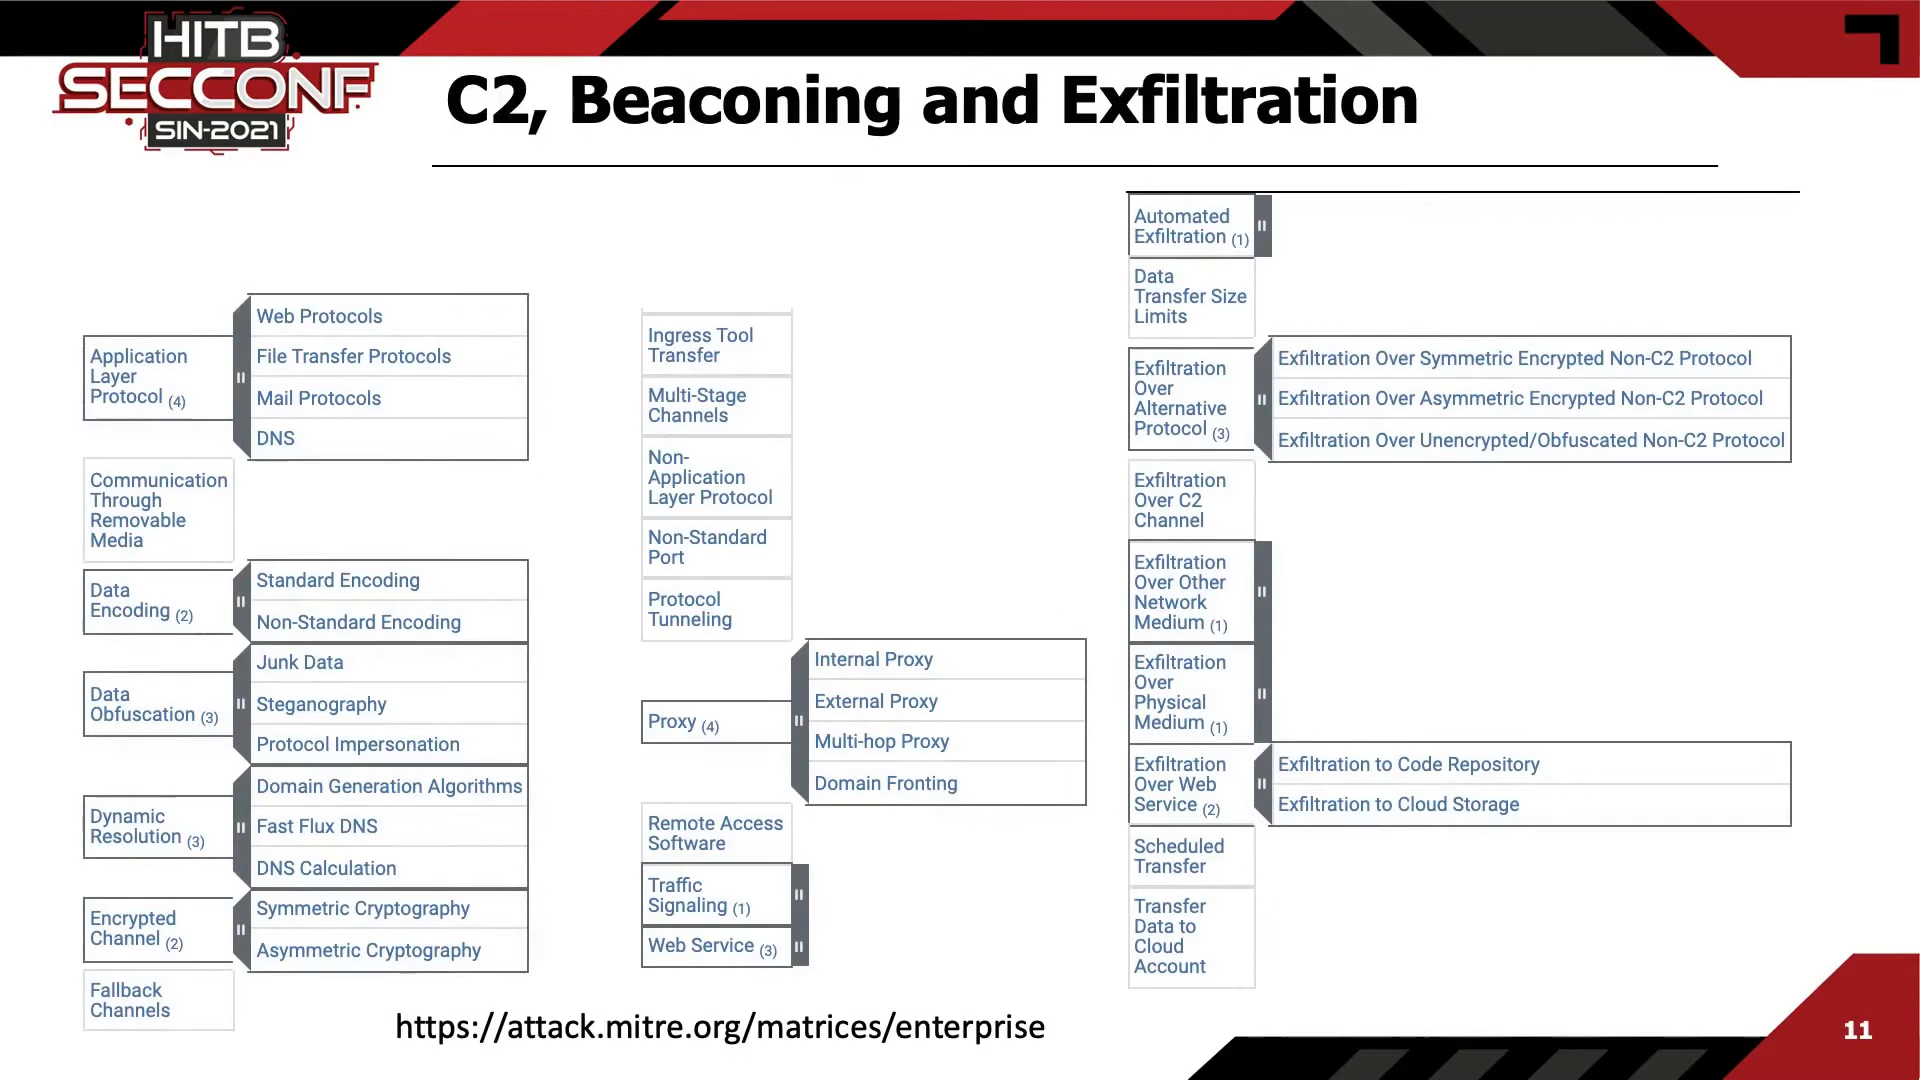 HITB
SECCONF
SIN-2021
C2, Beaconing and Exfiltration
Application
Layer
Protocol (4)
Web Protocols
File Transfer Protocols
Mail Protocols
DNS
Communication
Through
Removable
Media
Data
Encoding (2)
Standard Encoding
Non-Standard Encoding
Data
Obfuscation (3)
Junk Data
Steganography
Protocol Impersonation
Dynamic
Resolution (3)
Domain Generation Algorithms
Fast Flux DNS
DNS Calculation
Encrypted
Channel (2)
Symmetric Cryptography
Asymmetric Cryptography
Fallback
Channels
Ingress Tool
Transfer
Multi-Stage
Channels
Non-
Application
Layer Protocol
Non-Standard
Port
Protocol
Tunneling
Proxy (4)
Internal Proxy
External Proxy
Multi-hop Proxy
Domain Fronting
Remote Access
Software
Traffic
Signaling (1)
Web Service (3)
Automated
Exfiltration (1)
Data
Transfer Size
Limits
Exfiltration
Over
Alternative
Protocol (3)
Exfiltration Over Symmetric Encrypted Non-C2 Protocol
Exfiltration Over Asymmetric Encrypted Non-C2 Protocol
Exfiltration Over Unencrypted/Obfuscated Non-C2 Protocol
Exfiltration
Over C2
Channel
Exfiltration
Over Other
Network
Medium (1)
Exfiltration
Over
Physical
Medium (1)
Exfiltration
Over Web
Service (2)
Exfiltration to Code Repository
Exfiltration to Cloud Storage
Scheduled
Transfer
Transfer
Data to
Cloud
Account
https://attack.mitre.org/matrices/enterprise
11